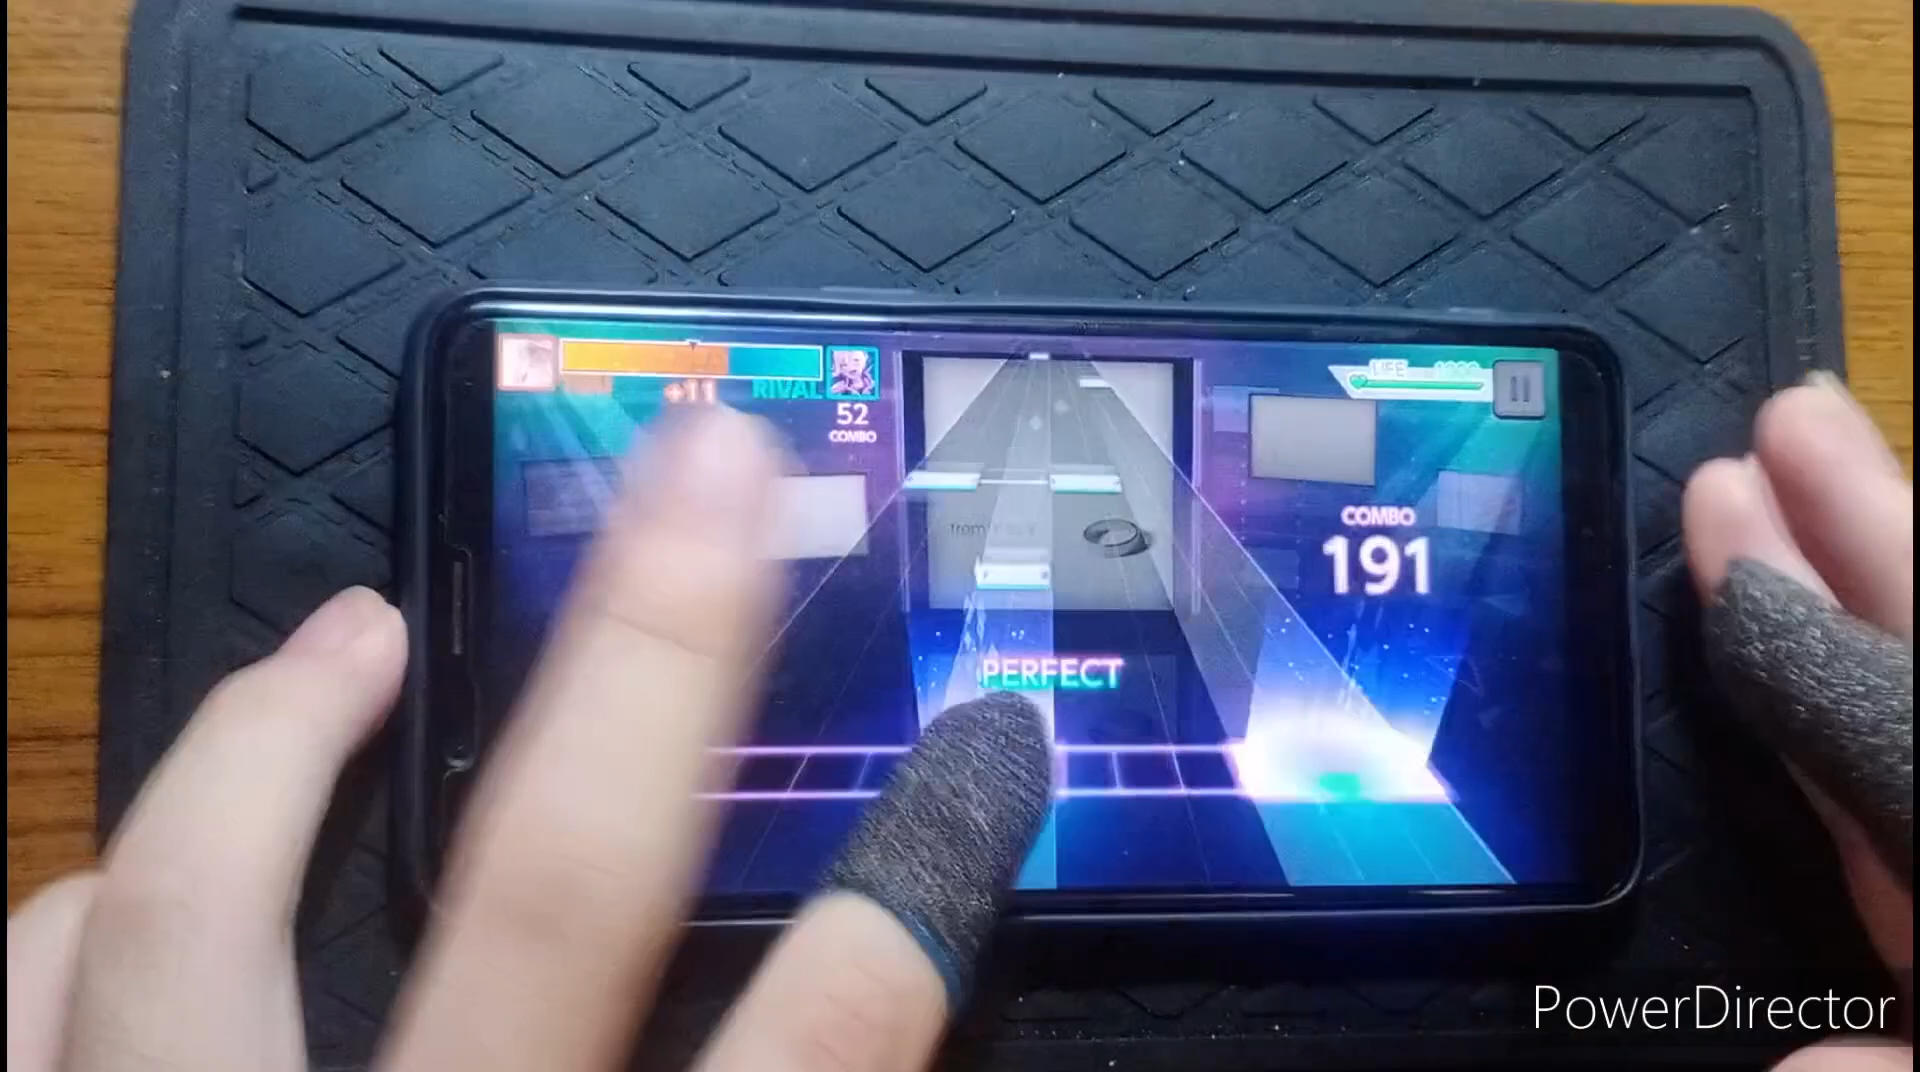 +11
RIVAL
52
COMBO
LIFE
COMBO
191
PERFECT
PowerDirector